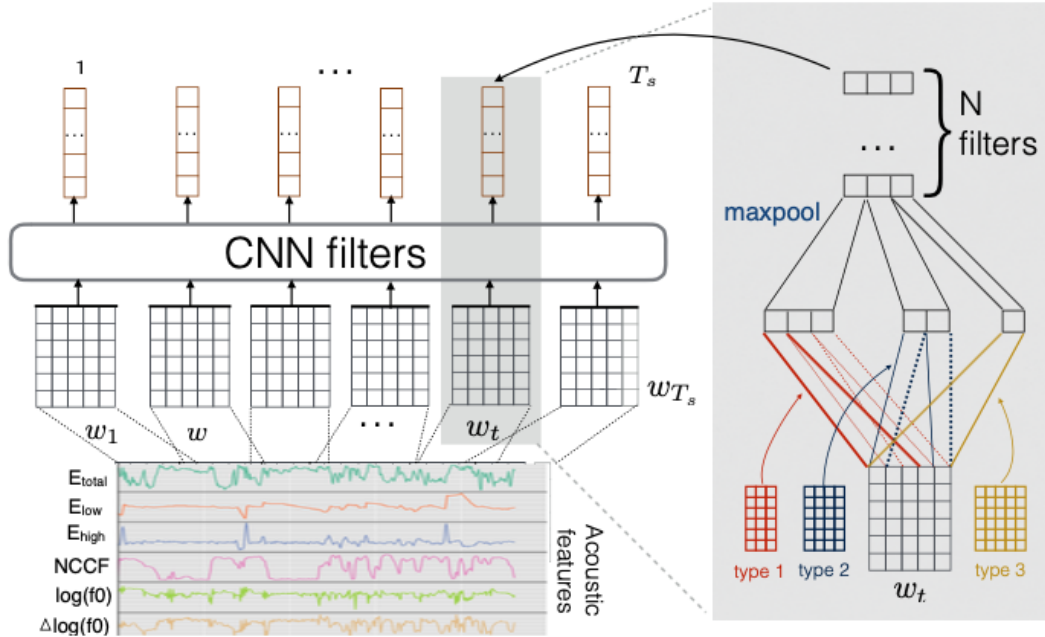 1
...
T_s
...
CNN filters
w_1
w
...
w_t
w_{T_s}
E_total
E_low
E_high
NCCF
log(f0)
Δlog(f0)
Acoustic
features
N
filters
...
maxpool
type 1
type 2
type 3
w_t